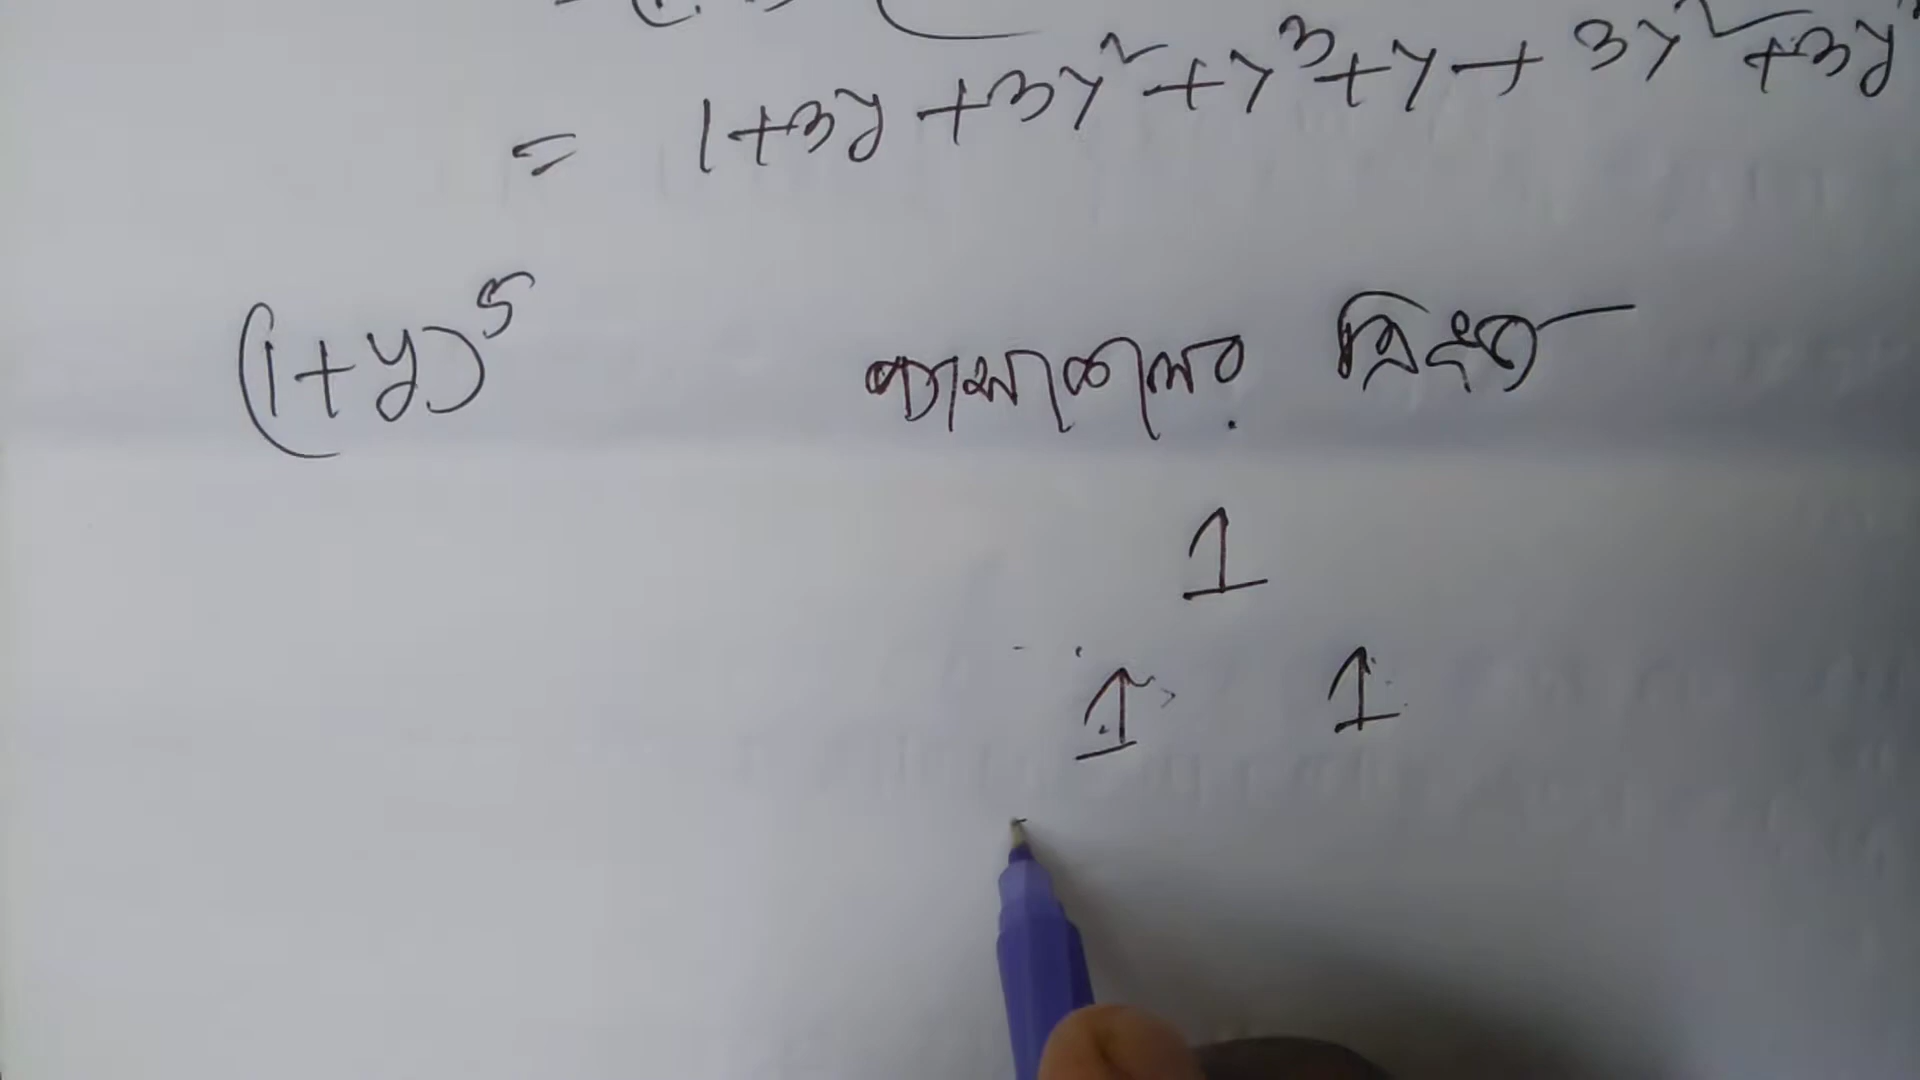 = 1+3y+3y²+y³+y+3y²+3y
(1+y)⁵ প্যাসকেলের ত্রিভুজ
1
1 1